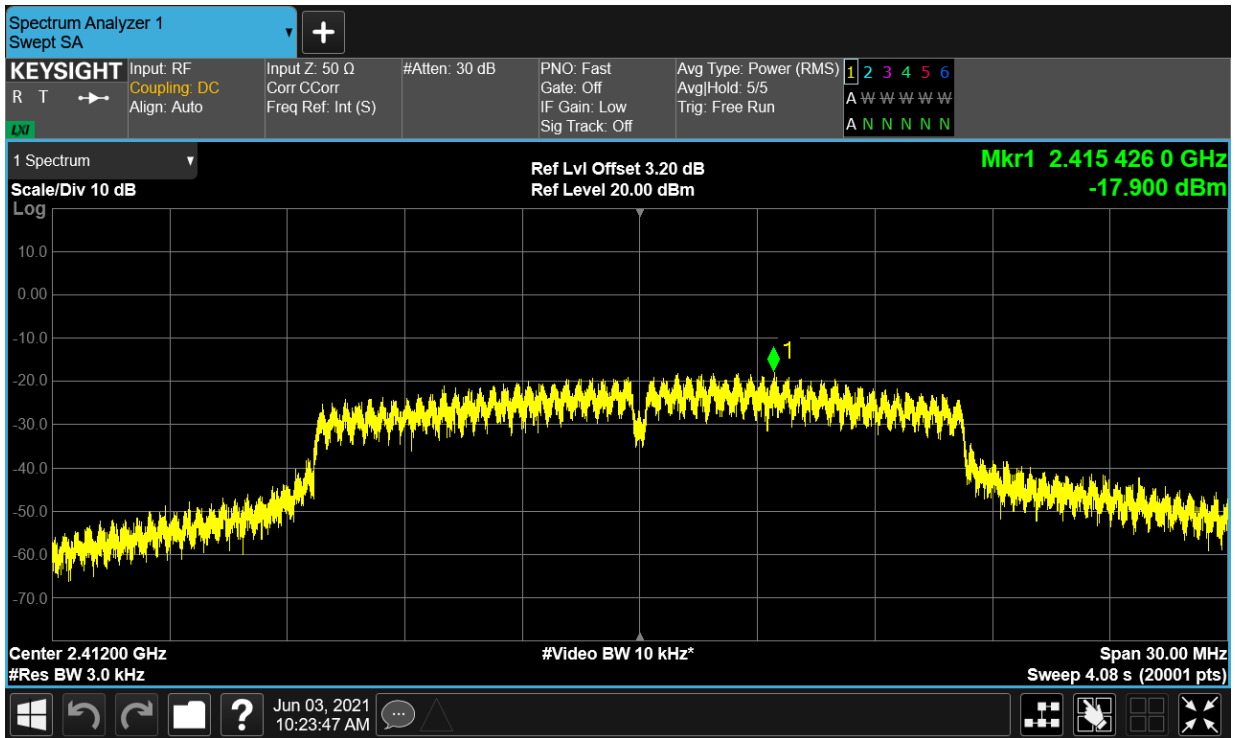 Spectrum Analyzer 1
Swept SA
KEYSIGHT
R T
LXI
Input: RF
Coupling: DC
Align: Auto
Input Z: 50 Ω
Corr CCorr
Freq Ref: Int (S)
#Atten: 30 dB
PNO: Fast
Gate: Off
IF Gain: Low
Sig Track: Off
Avg Type: Power (RMS)
Avg|Hold: 5/5
Trig: Free Run
1 2 3 4 5 6
A W W W W W
A N N N N N
1 Spectrum
Scale/Div 10 dB
Log
Ref Lvl Offset 3.20 dB
Ref Level 20.00 dBm
Mkr1 2.415 426 0 GHz
-17.900 dBm
10.0
0.00
-10.0
-20.0
-30.0
-40.0
-50.0
-60.0
-70.0
1
Center 2.41200 GHz
#Res BW 3.0 kHz
#Video BW 10 kHz*
Span 30.00 MHz
Sweep 4.08 s (20001 pts)
?
Jun 03, 2021
10:23:47 AM